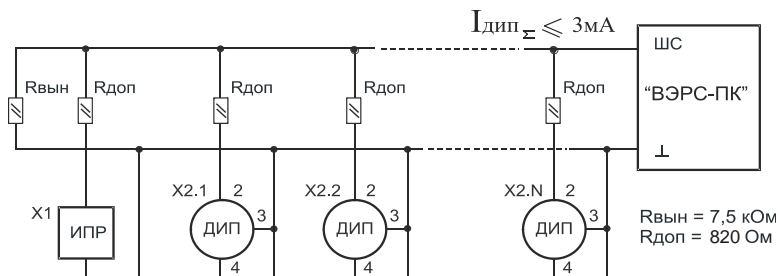 Iдип Σ ⩽ 3мА
ШС
“ВЭРС-ПК”
⊥
Rвын
Rдоп
Rдоп
Rдоп
Rдоп
X1
ИПР
X2.1
2
ДИП
3
4
X2.2
2
ДИП
3
4
X2.N
2
ДИП
3
4
Rвын = 7,5 кОм
Rдоп = 820 Ом